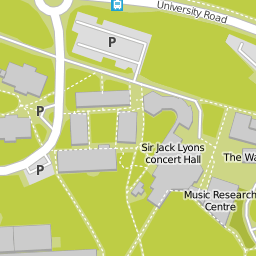 University Road
P
P
Sir Jack Lyons
concert Hall
The Wa
P
Music Research
Centre